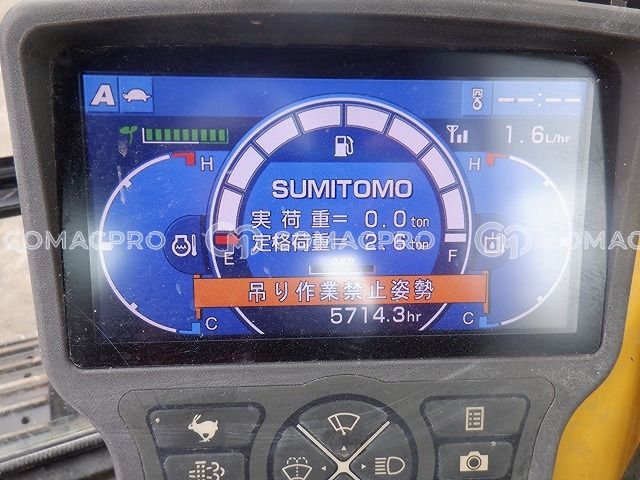 A --:--
1.6L/hr
H H
SUMITOMO
実荷重= 0.0ton
COMACPRO COMACPRO COMACPRO
定格荷重= 2.6ton
E F
吊り作業禁止姿勢
C 5714.3hr C